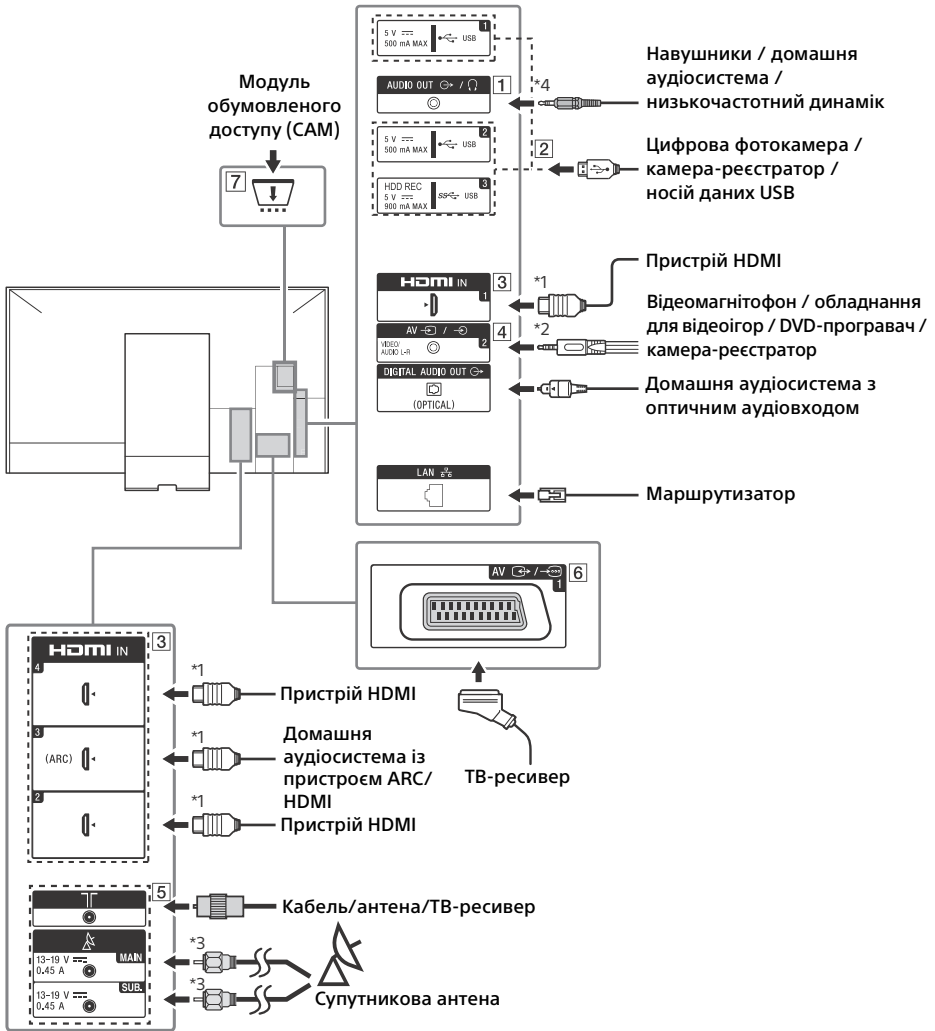 5 V
500 mA MAX
USB
1
AUDIO OUT /
1
*4
Навушники / домашня
аудіосистема /
низькочастотний динамік
5 V
500 mA MAX
USB
2
2
Цифрова фотокамера /
камера-реєстратор /
носій даних USB
HDD REC
5 V
900 mA MAX
SS
USB
3
Модуль
обумовленого
доступу (CAM)
7
HDMI IN
1
3
*1
Пристрій HDMI
AV /
VIDEO/
AUDIO L-R
2
4
*2
Відеомагнітофон / обладнання
для відеоігор / DVD-програвач /
камера-реєстратор
DIGITAL AUDIO OUT
(OPTICAL)
Домашня аудіосистема з
оптичним аудіовходом
LAN
Маршрутизатор
AV /
1
6
ТВ-ресивер
HDMI IN
3
4
*1
Пристрій HDMI
3
(ARC)
*1
Домашня
аудіосистема із
пристроєм ARC/
HDMI
2
*1
Пристрій HDMI
5
Кабель/антена/ТВ-ресивер
13-19 V
0.45 A
MAIN
*3
13-19 V
0.45 A
SUB.
*3
Супутникова антена